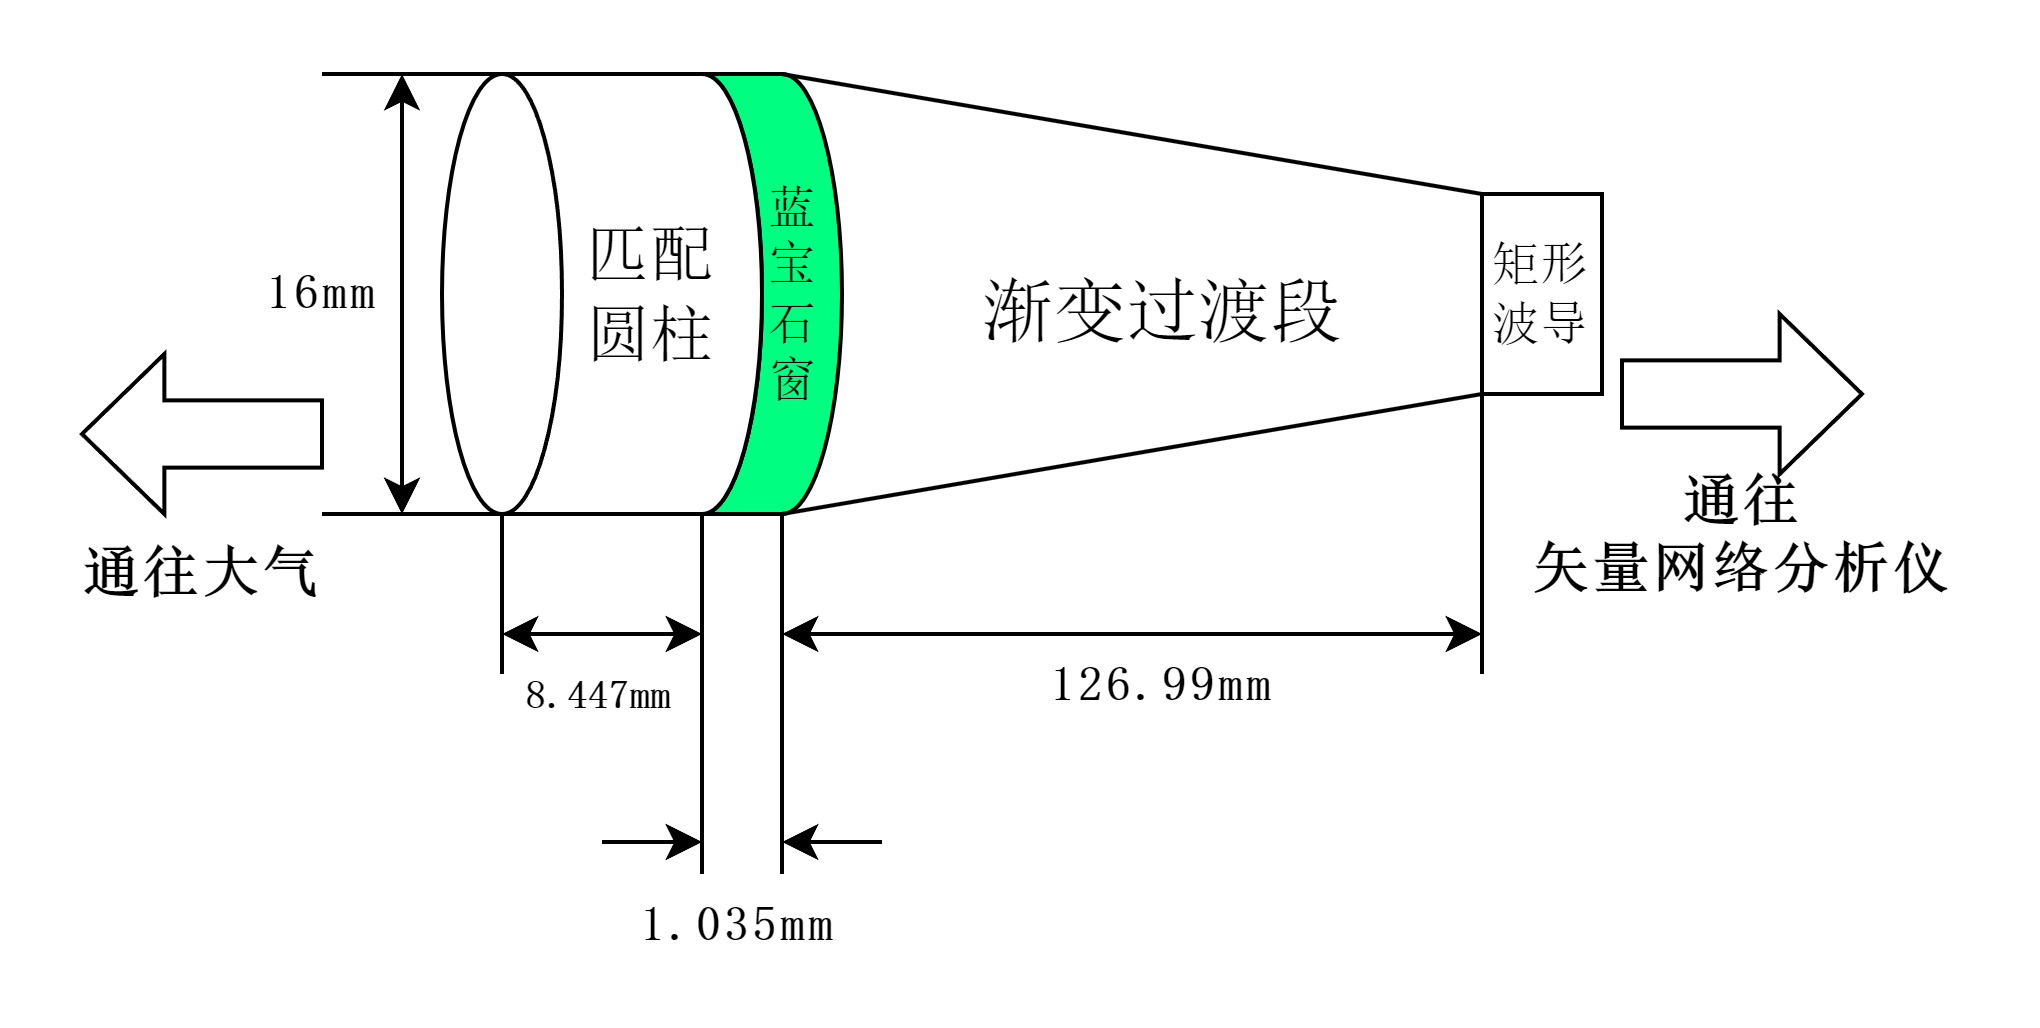 16mm
匹配
圆柱
蓝宝石窗
渐变过渡段
矩形
波导
通往大气
通往
矢量网络分析仪
8.447mm
126.99mm
1.035mm